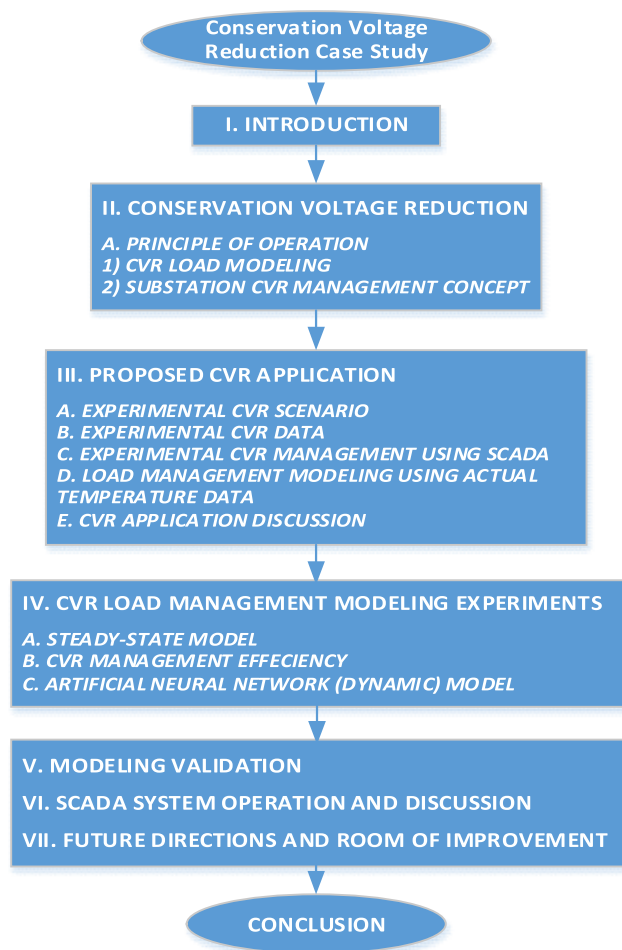 Conservation Voltage
Reduction Case Study
I. INTRODUCTION
II. CONSERVATION VOLTAGE REDUCTION
A. PRINCIPLE OF OPERATION
1) CVR LOAD MODELING
2) SUBSTATION CVR MANAGEMENT CONCEPT
III. PROPOSED CVR APPLICATION
A. EXPERIMENTAL CVR SCENARIO
B. EXPERIMENTAL CVR DATA
C. EXPERIMENTAL CVR MANAGEMENT USING SCADA
D. LOAD MANAGEMENT MODELING USING ACTUAL
TEMPERATURE DATA
E. CVR APPLICATION DISCUSSION
IV. CVR LOAD MANAGEMENT MODELING EXPERIMENTS
A. STEADY-STATE MODEL
B. CVR MANAGEMENT EFFECIENCY
C. ARTIFICIAL NEURAL NETWORK (DYNAMIC) MODEL
V. MODELING VALIDATION
VI. SCADA SYSTEM OPERATION AND DISCUSSION
VII. FUTURE DIRECTIONS AND ROOM OF IMPROVEMENT
CONCLUSION